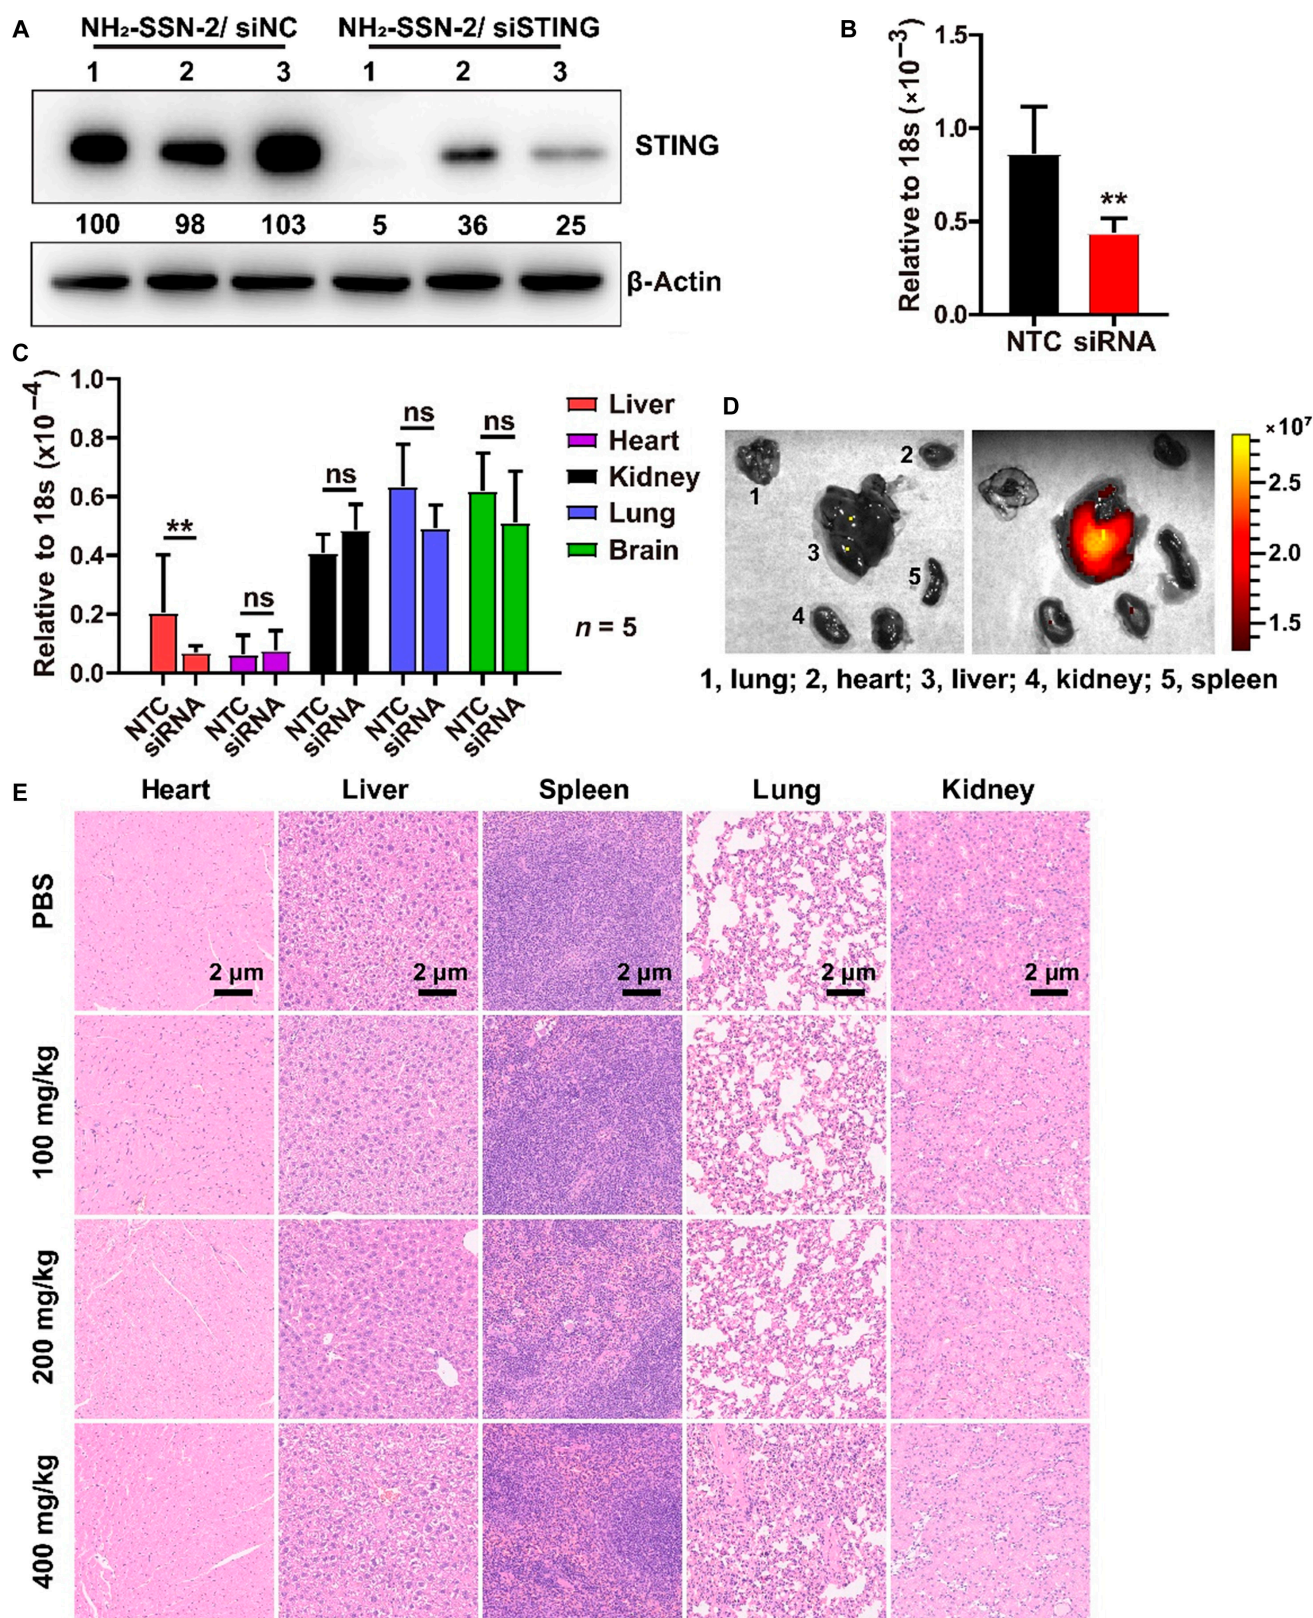 A
NH₂-SSN-2/ siNC
NH₂-SSN-2/ siSTING
1 2 3 1 2 3
STING
100 98 103 5 36 25
β-Actin
B
Relative to 18s (×10⁻³)
1.5
1.0
0.5
0.0
**
NTC siRNA
C
Relative to 18s (x10⁻⁴)
1.0
0.8
0.6
0.4
0.2
0.0
** ns ns ns ns
NTC siRNA NTC siRNA NTC siRNA NTC siRNA NTC siRNA
Liver
Heart
Kidney
Lung
Brain
n = 5
D
1
2
3
4
5
×10⁷
2.5
2.0
1.5
1, lung; 2, heart; 3, liver; 4, kidney; 5, spleen
E
Heart Liver Spleen Lung Kidney
PBS
2 µm 2 µm 2 µm 2 µm 2 µm
100 mg/kg
200 mg/kg
400 mg/kg